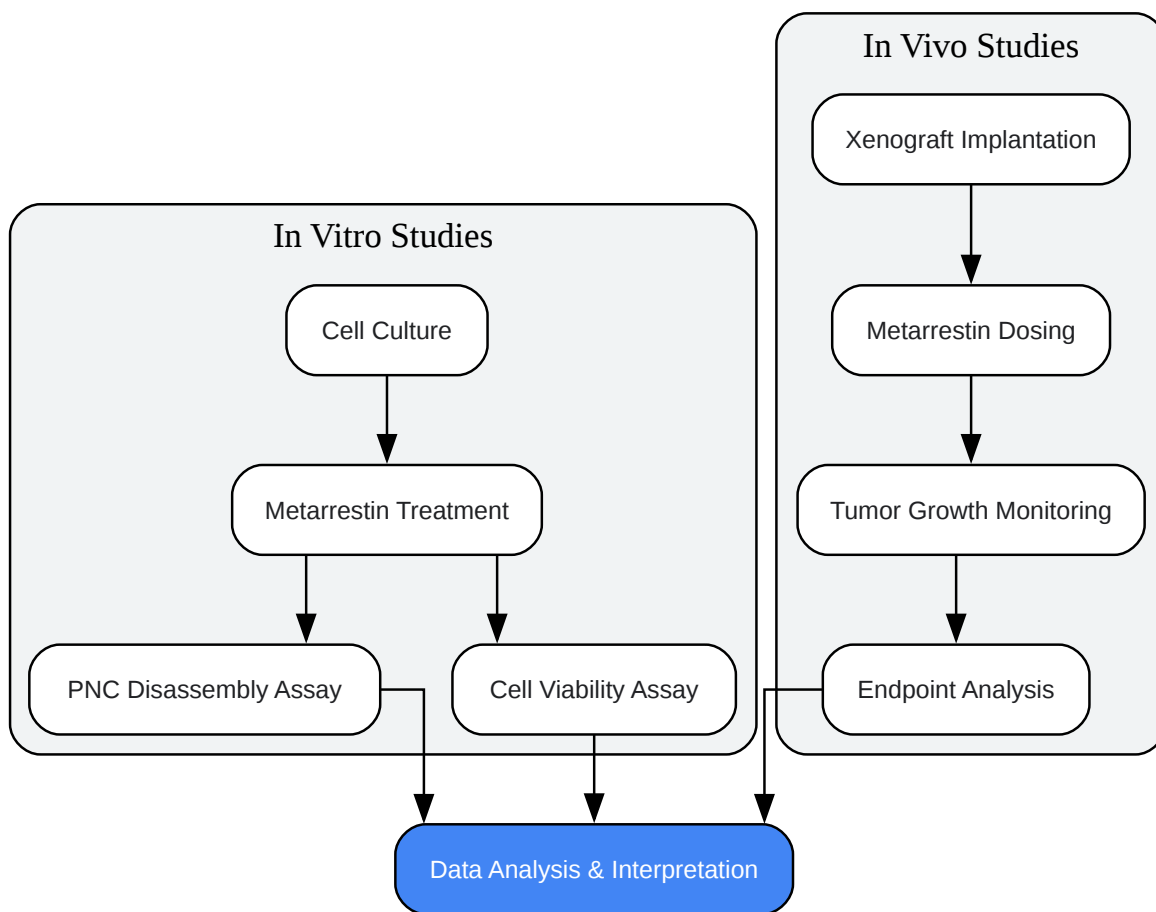 In Vitro Studies
Cell Culture
Metarrestin Treatment
PNC Disassembly Assay
Cell Viability Assay
In Vivo Studies
Xenograft Implantation
Metarrestin Dosing
Tumor Growth Monitoring
Endpoint Analysis
Data Analysis & Interpretation